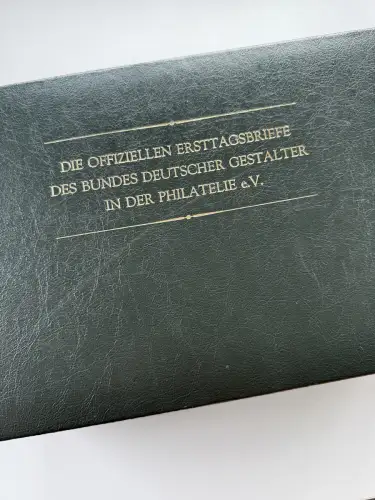 DIE OFFIZIELLEN ERSTTAGSBRIEFE
DES BUNDES DEUTSCHER GESTALTER
IN DER PHILATELIE e.V.